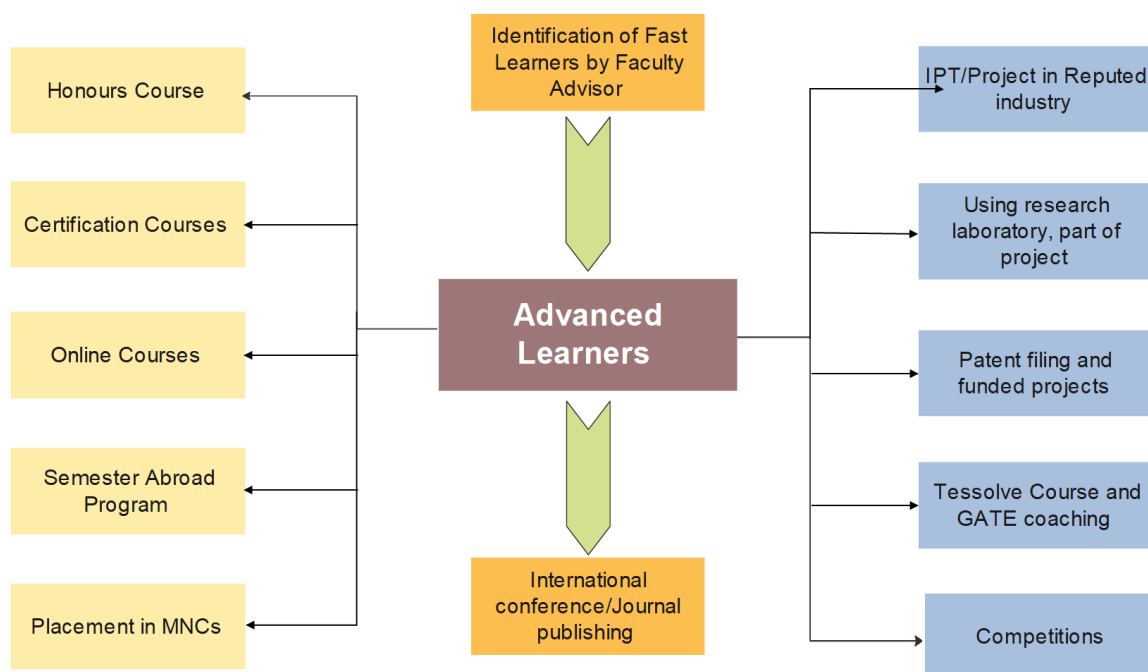 Identification of Fast
Learners by Faculty
Advisor
Honours Course
Certification Courses
Online Courses
Semester Abroad
Program
Placement in MNCs
Advanced
Learners
International
conference/Journal
publishing
IPT/Project in Reputed
industry
Using research
laboratory, part of
project
Patent filing and
funded projects
Tessolve Course and
GATE coaching
Competitions